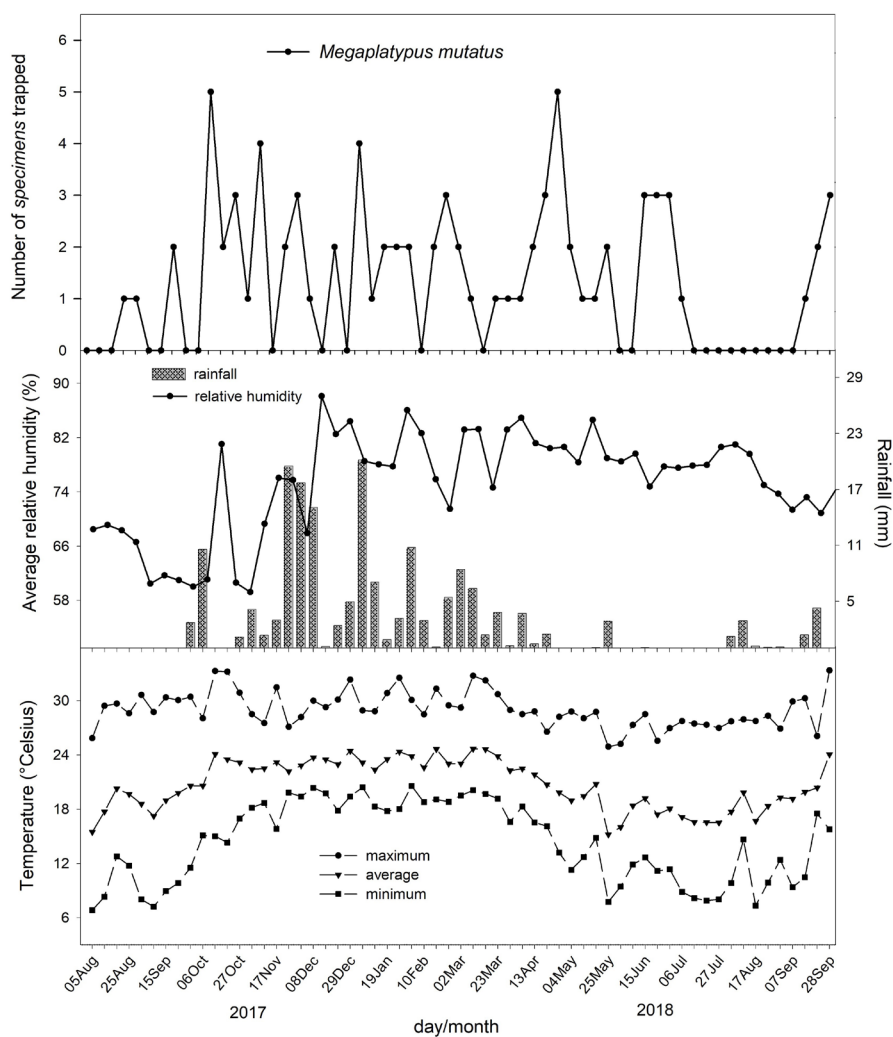 Megaplatypus mutatus
Number of specimens trapped
6
5
4
3
2
1
0
rainfall
relative humidity
Average relative humidity (%)
90
82
74
66
58
Rainfall (mm)
29
23
17
11
5
Temperature (°Celsius)
30
24
18
12
6
maximum
average
minimum
05Aug
25Aug
15Sep
06Oct
27Oct
17Nov
08Dec
29Dec
19Jan
10Feb
02Mar
23Mar
13Apr
04May
25May
15Jun
06Jul
27Jul
17Aug
07Sep
28Sep
2017
2018
day/month